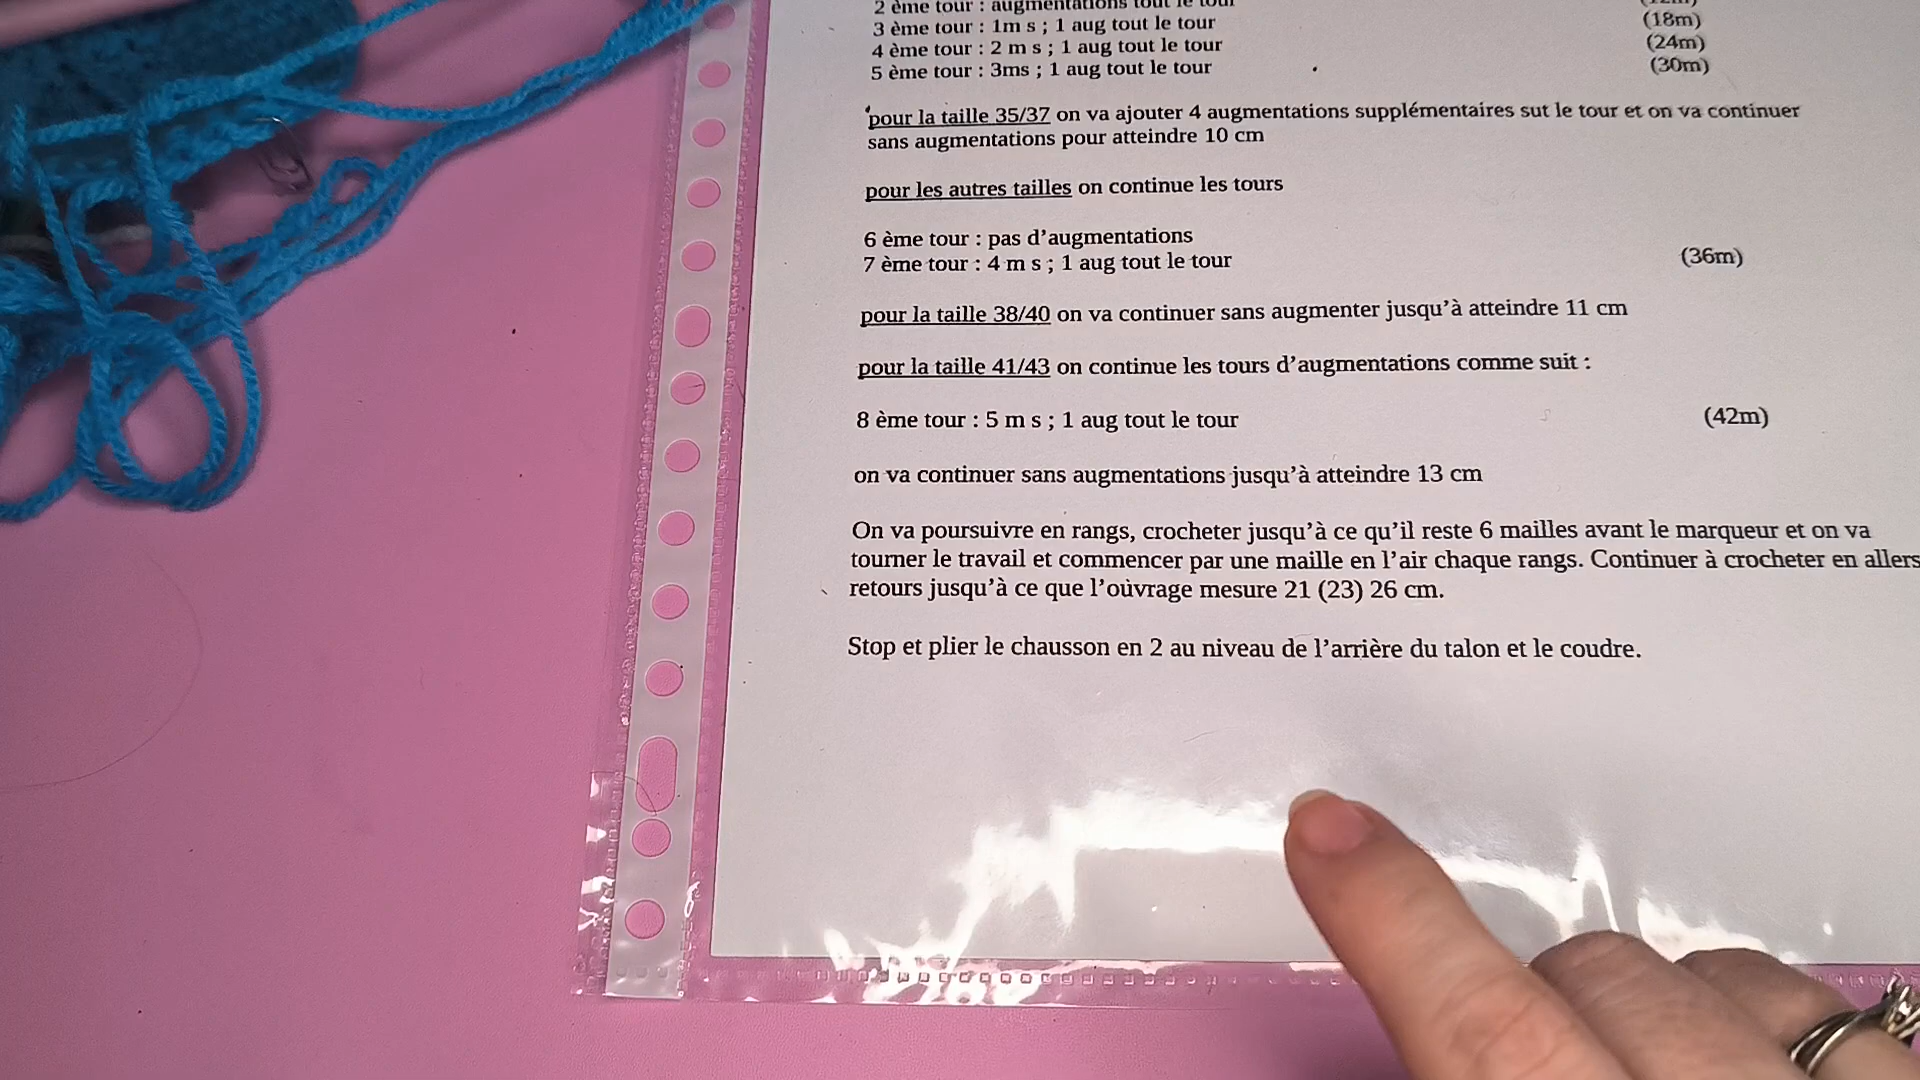 2 ème tour : augmentations tout le tour (12m)
3 ème tour : 1m s ; 1 aug tout le tour (18m)
4 ème tour : 2 m s ; 1 aug tout le tour (24m)
5 ème tour : 3ms ; 1 aug tout le tour (30m)
pour la taille 35/37 on va ajouter 4 augmentations supplémentaires sut le tour et on va continuer
sans augmentations pour atteindre 10 cm
pour les autres tailles on continue les tours
6 ème tour : pas d'augmentations
7 ème tour : 4 m s ; 1 aug tout le tour (36m)
pour la taille 38/40 on va continuer sans augmenter jusqu'à atteindre 11 cm
pour la taille 41/43 on continue les tours d'augmentations comme suit :
8 ème tour : 5 m s ; 1 aug tout le tour (42m)
on va continuer sans augmentations jusqu'à atteindre 13 cm
On va poursuivre en rangs, crocheter jusqu'à ce qu'il reste 6 mailles avant le marqueur et on va
tourner le travail et commencer par une maille en l'air chaque rangs. Continuer à crocheter en allers
retours jusqu'à ce que l'ouvrage mesure 21 (23) 26 cm.
Stop et plier le chausson en 2 au niveau de l'arrière du talon et le coudre.